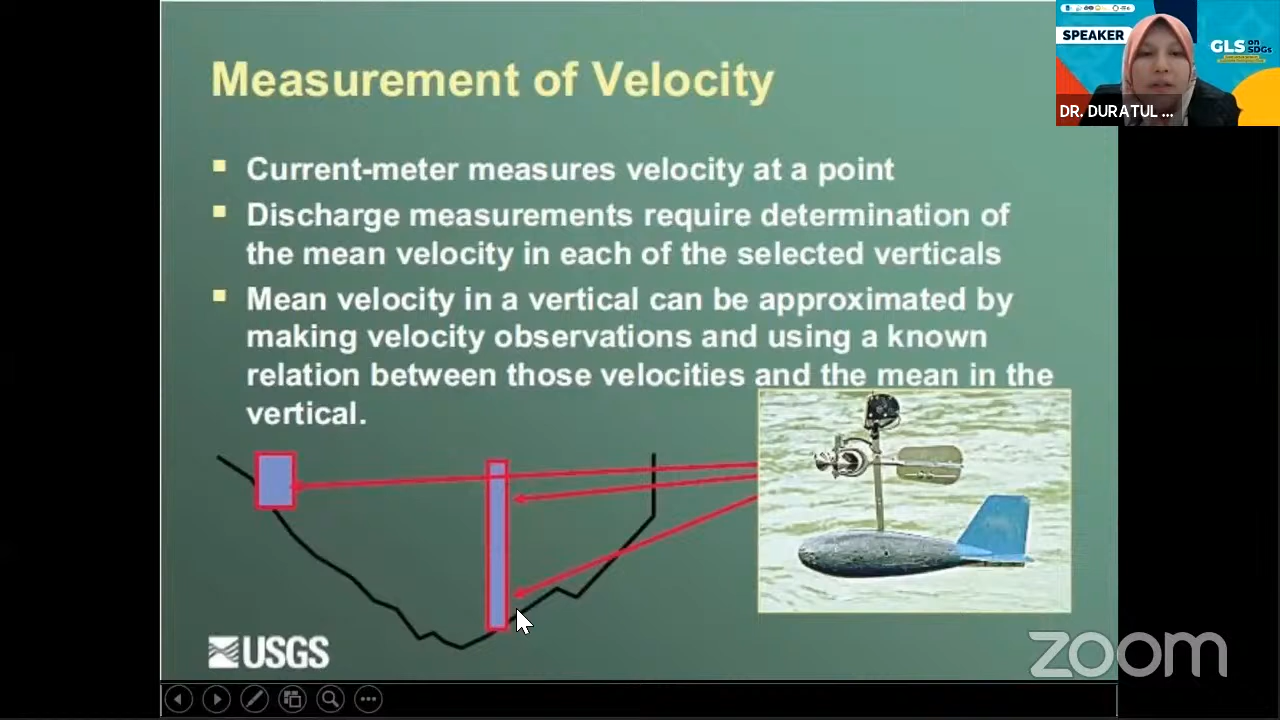 Measurement of Velocity
Current-meter measures velocity at a point
Discharge measurements require determination of
the mean velocity in each of the selected verticals
Mean velocity in a vertical can be approximated by
making velocity observations and using a known
relation between those velocities and the mean in the
vertical.
USGS
SPEAKER
GLS on SDGs
DR. DURATUL ...
zoom